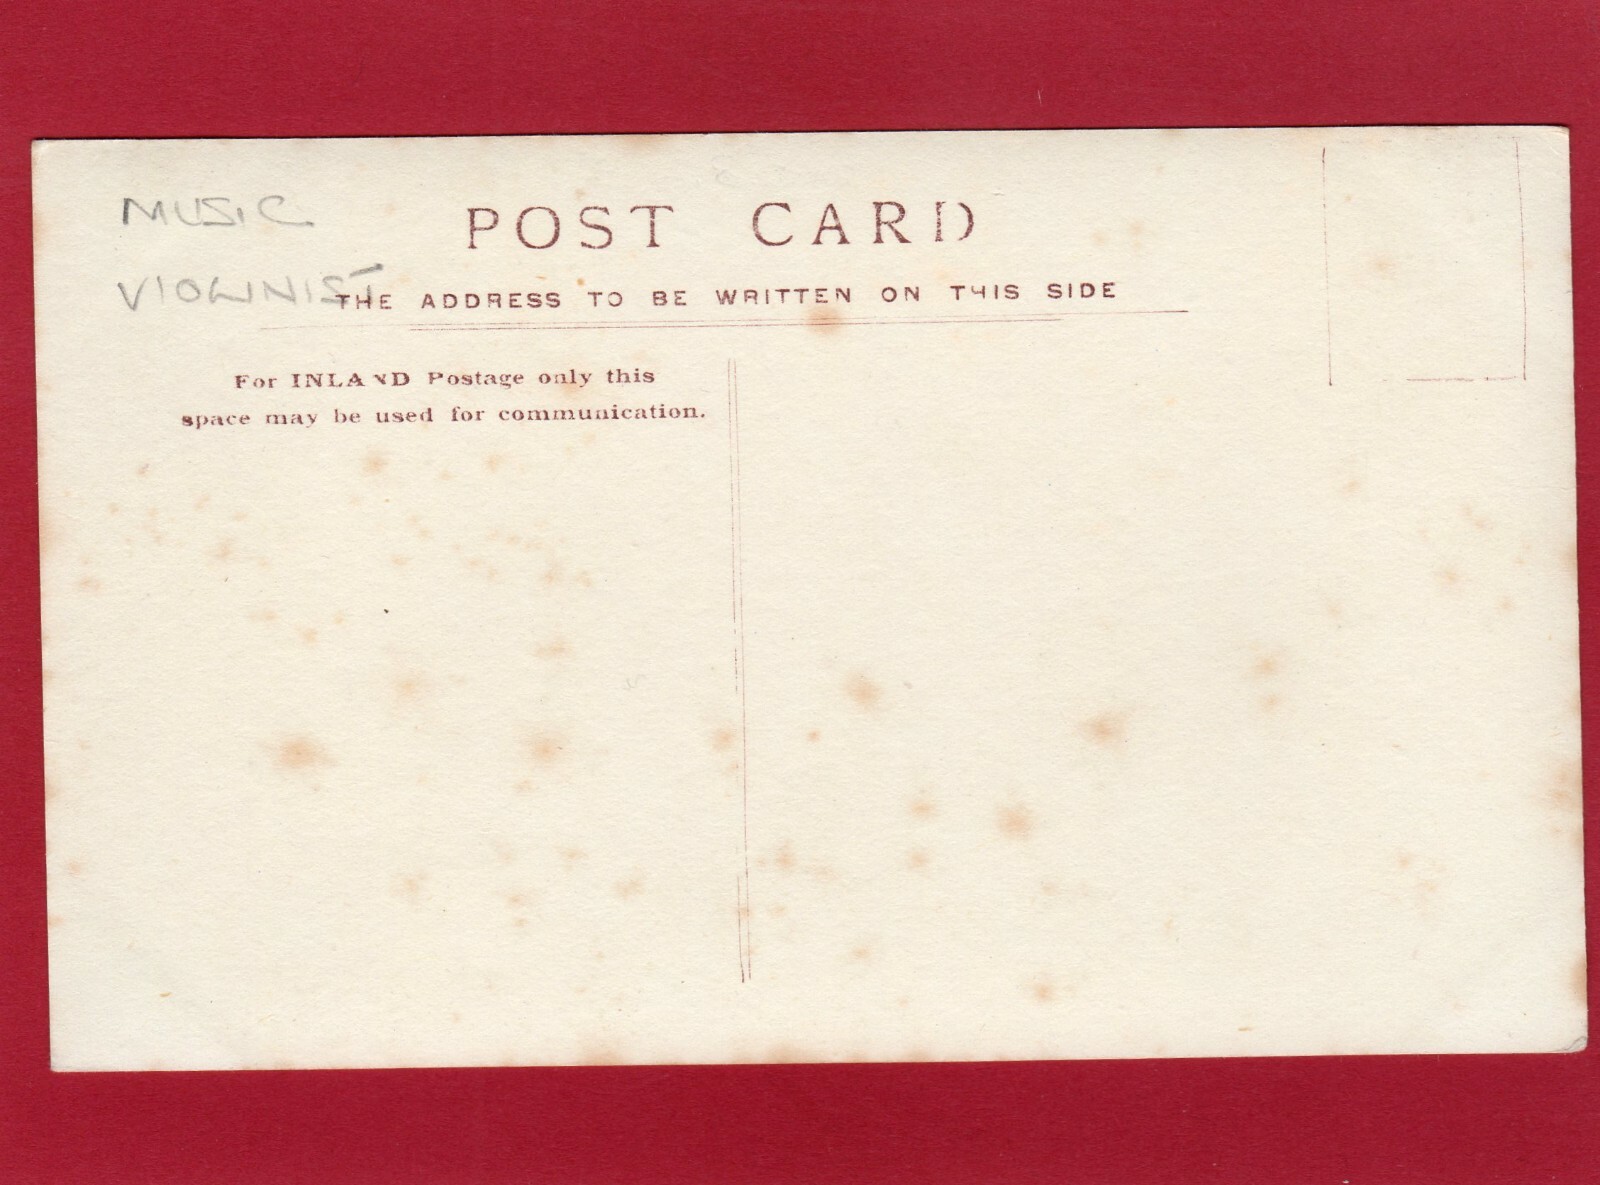 MUSIC
POST CARD
VIOLINIST
THE ADDRESS TO BE WRITTEN ON THIS SIDE
For INLAND Postage only this
space may be used for communication.